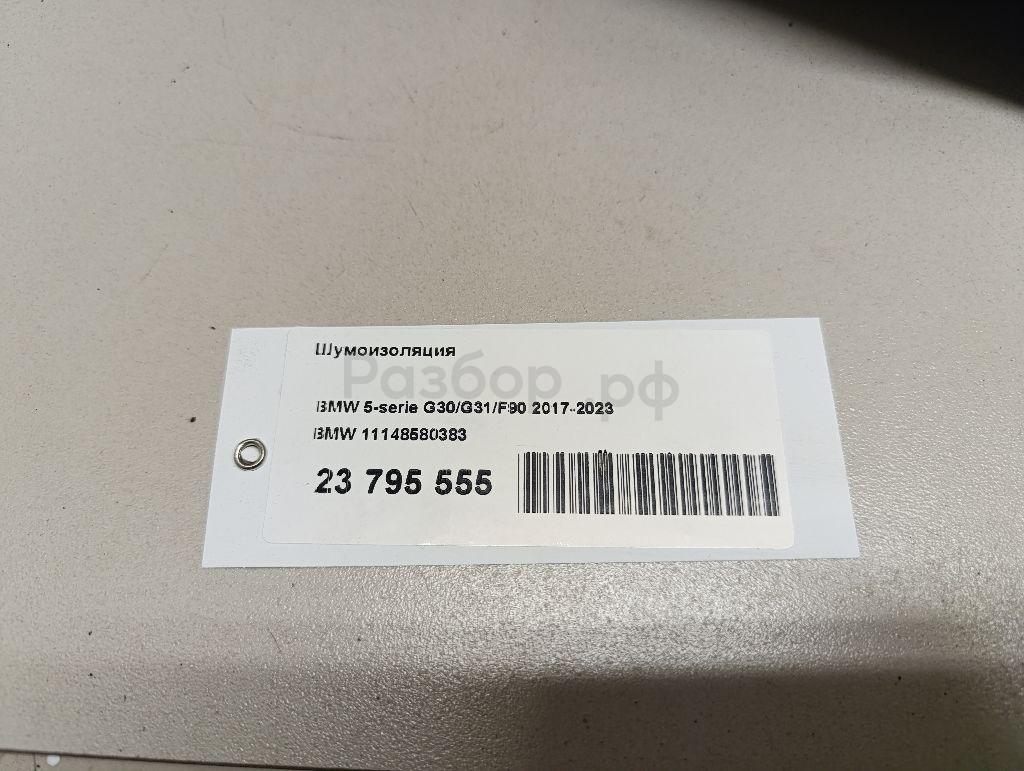 Шумоизоляция
Разбор.рф
BMW 5-serie G30/G31/F90 2017-2023
BMW 11148580383
23 795 555